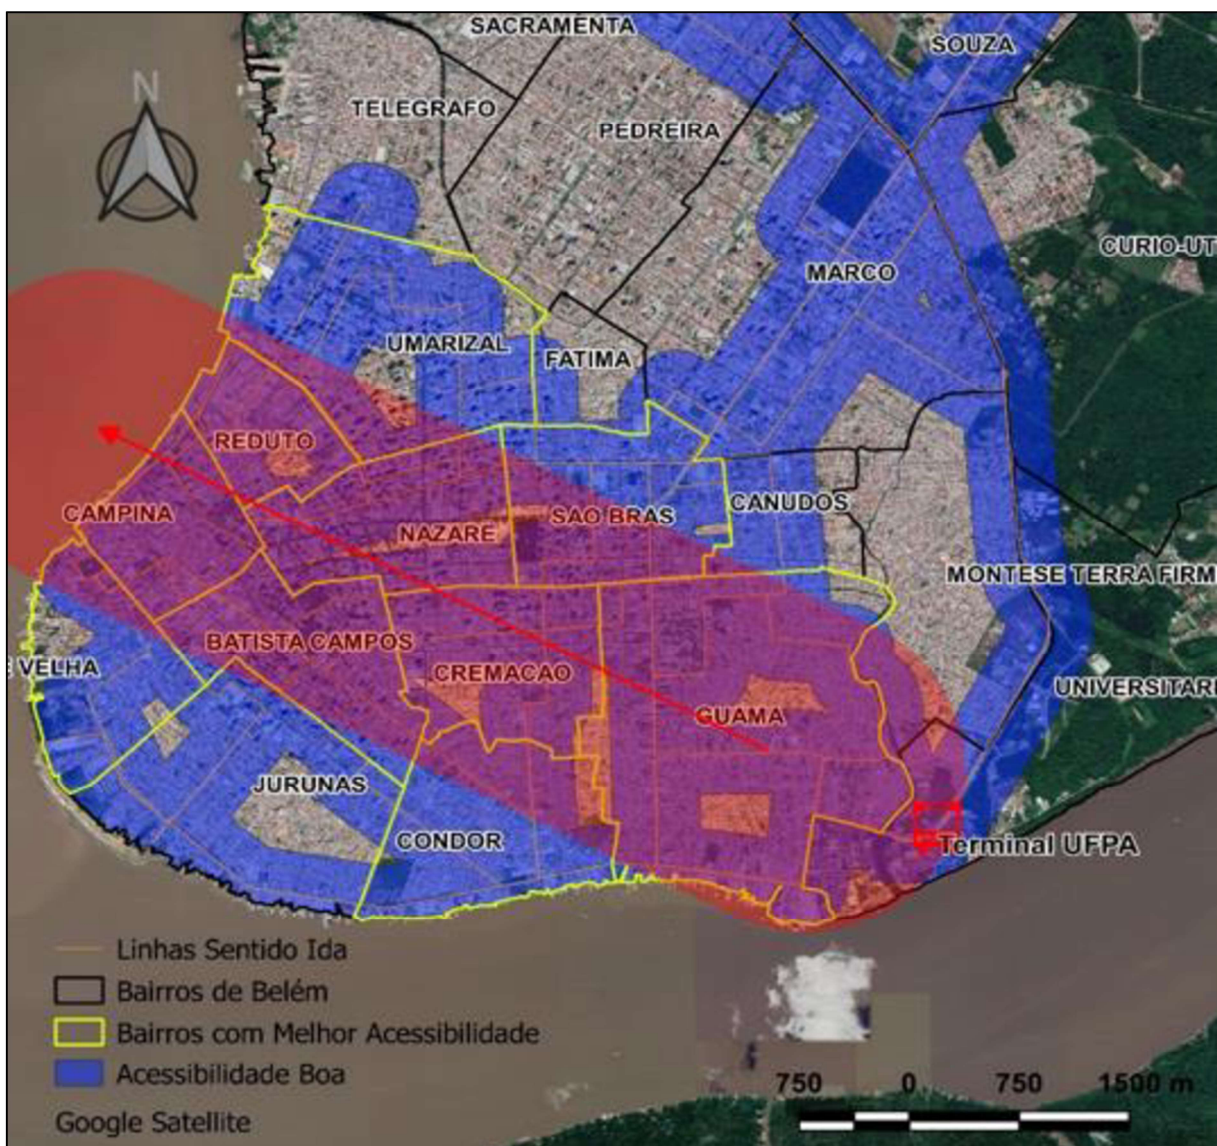 SACRAMENTA
SOUZA
N
TELEGRAFO
PEDREIRA
CURIO-UT
MARCO
UMARIZAL
FATIMA
REDUTO
CANUDOS
CAMPINA
NAZARE
SAO BRAS
MONTESE TERRA FIRM
BATISTA CAMPOS
E VELHA
CREMACAO
UNIVERSITARI
GUAMA
JURUNAS
CONDOR
Terminal UFPA
Linhas Sentido Ida
Bairros de Belém
Bairros com Melhor Acessibilidade
Acessibilidade Boa
750 0 750 1500 m
Google Satellite